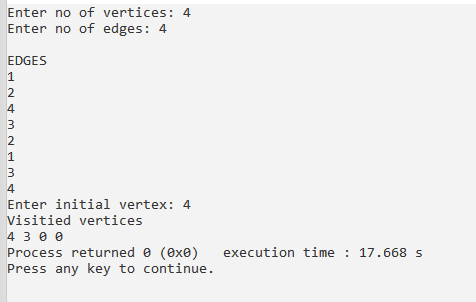 Enter no of vertices: 4
Enter no of edges: 4
EDGES
1
2
4
3
2
1
3
4
Enter initial vertex: 4
Visitied vertices
4 3 0 0
Process returned 0 (0x0)   execution time : 17.668 s
Press any key to continue.